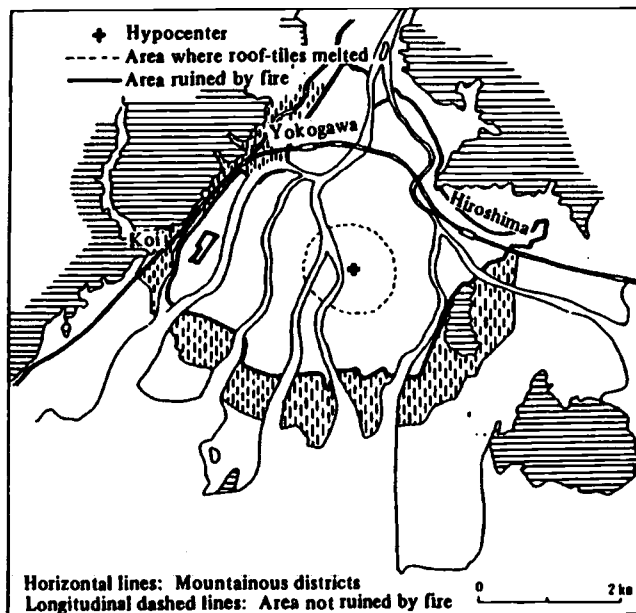 Hypocenter
Area where roof-tiles melted
Area ruined by fire
Yokogawa
Hiroshima
Koi
Horizontal lines: Mountainous districts
Longitudinal dashed lines: Area not ruined by fire
0 2 km